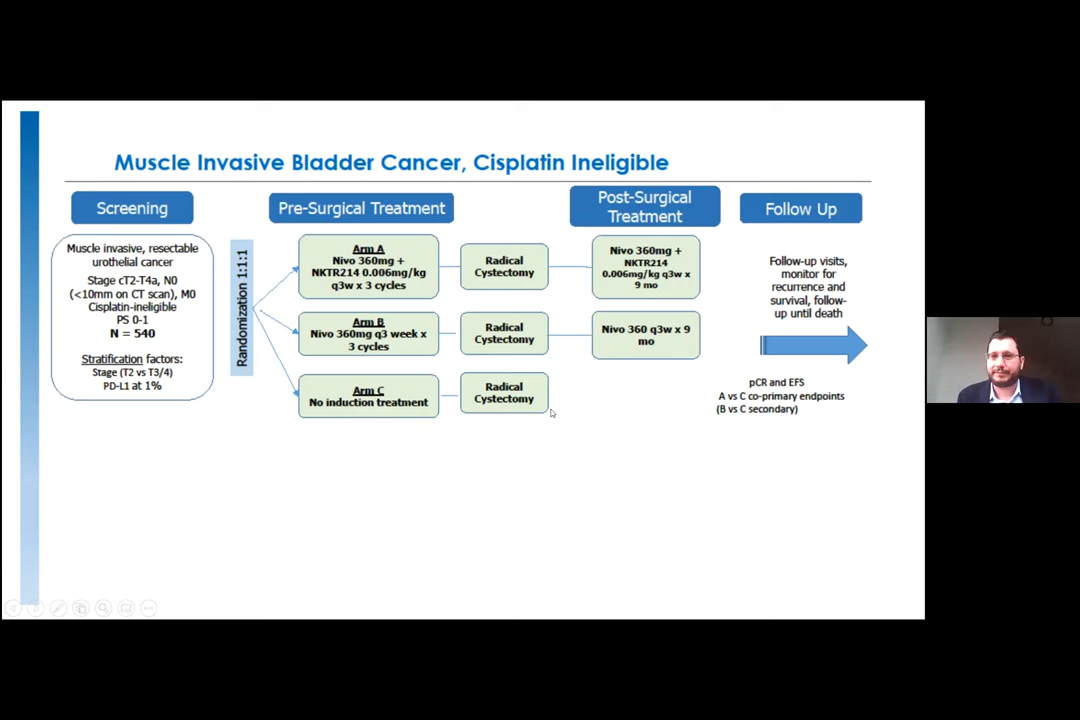 Muscle Invasive Bladder Cancer, Cisplatin Ineligible
Screening
Muscle invasive, resectable
urothelial cancer
Stage cT2-T4a, N0
(<10mm on CT scan), M0
Cisplatin-ineligible
PS 0-1
N = 540
Stratification factors:
Stage (T2 vs T3/4)
PD-L1 at 1%
Randomization 1:1:1
Pre-Surgical Treatment
Arm A
Nivo 360mg +
NKTR214 0.006mg/kg
q3w x 3 cycles
Radical
Cystectomy
Arm B
Nivo 360mg q3 week x
3 cycles
Radical
Cystectomy
Arm C
No induction treatment
Radical
Cystectomy
Post-Surgical
Treatment
Nivo 360mg +
NKTR214
0.006mg/kg q3w x
9 mo
Nivo 360 q3w x 9
mo
Follow Up
Follow-up visits,
monitor for
recurrence and
survival, follow-
up until death
pCR and EFS
A vs C co-primary endpoints
(B vs C secondary)